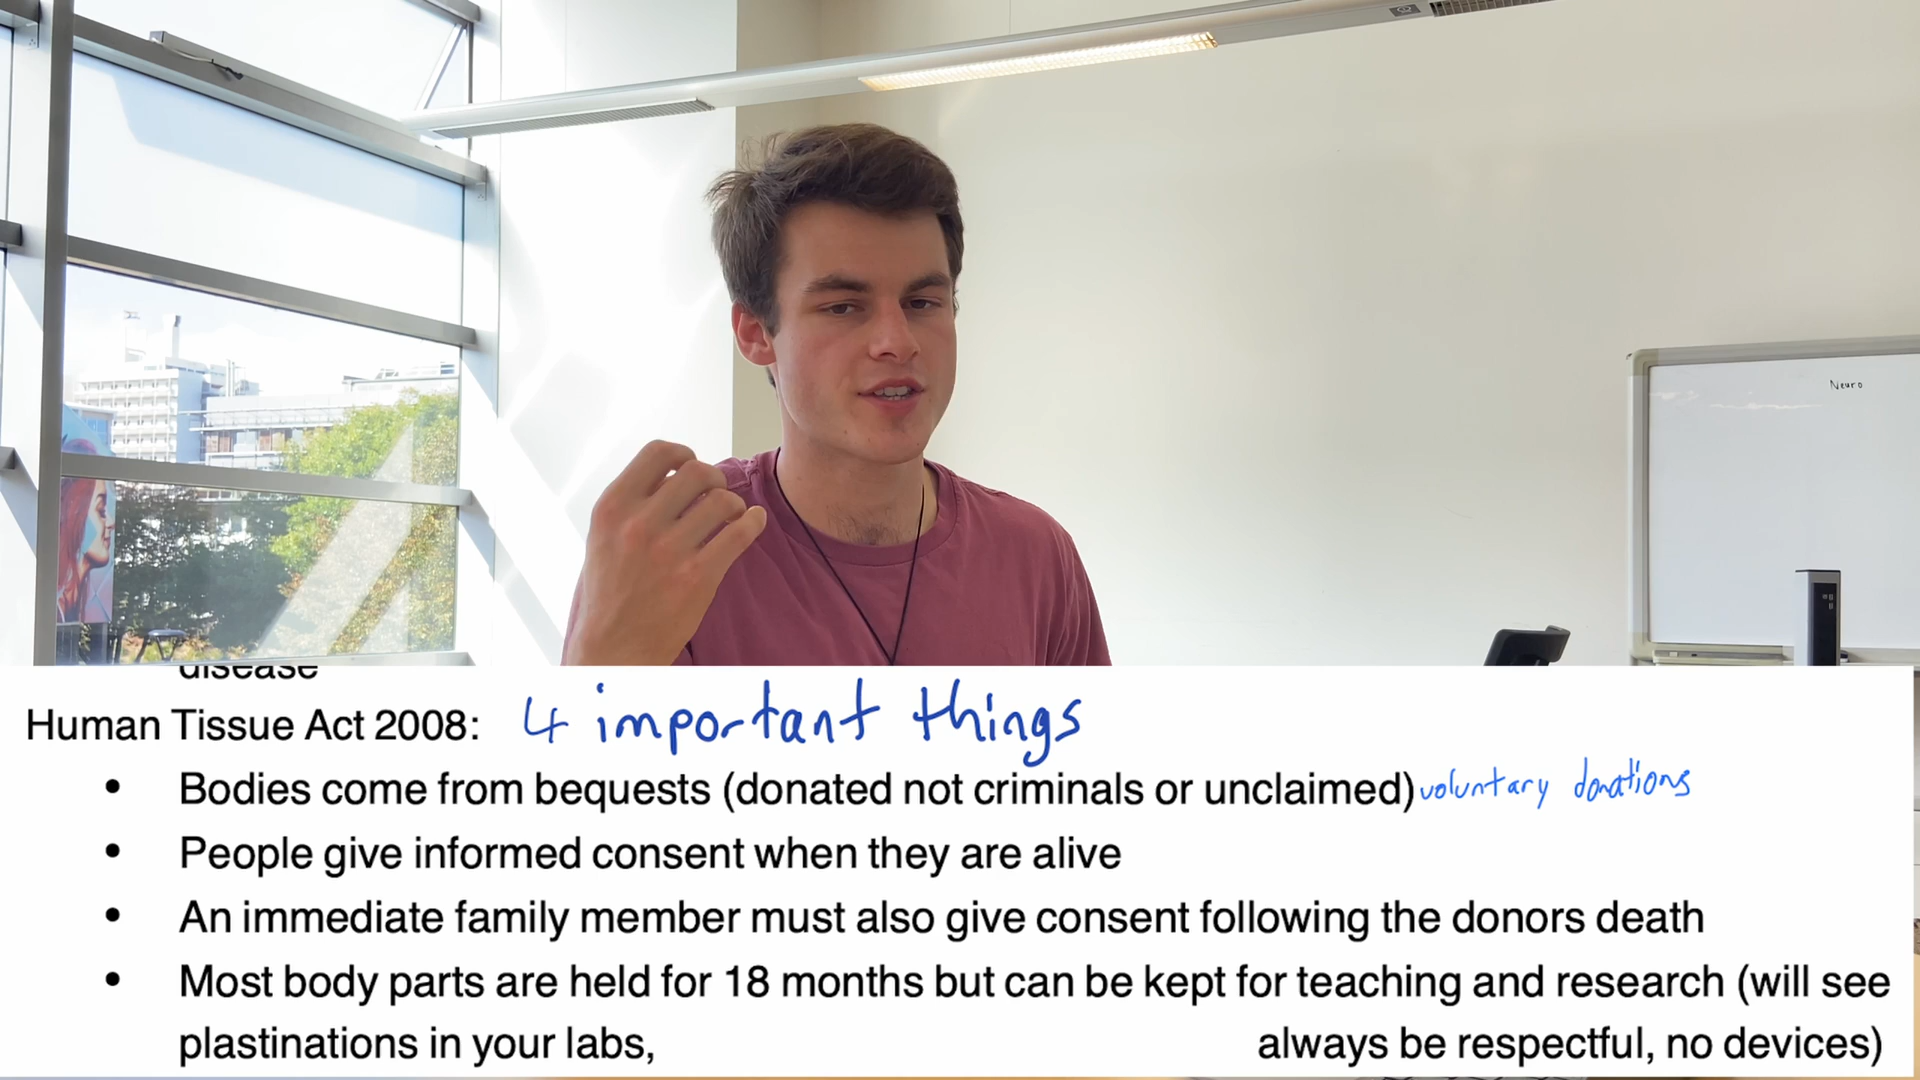 Neuro
disease
Human Tissue Act 2008: 4 important things
• Bodies come from bequests (donated not criminals or unclaimed) voluntary donations
• People give informed consent when they are alive
• An immediate family member must also give consent following the donors death
• Most body parts are held for 18 months but can be kept for teaching and research (will see
plastinations in your labs, always be respectful, no devices)